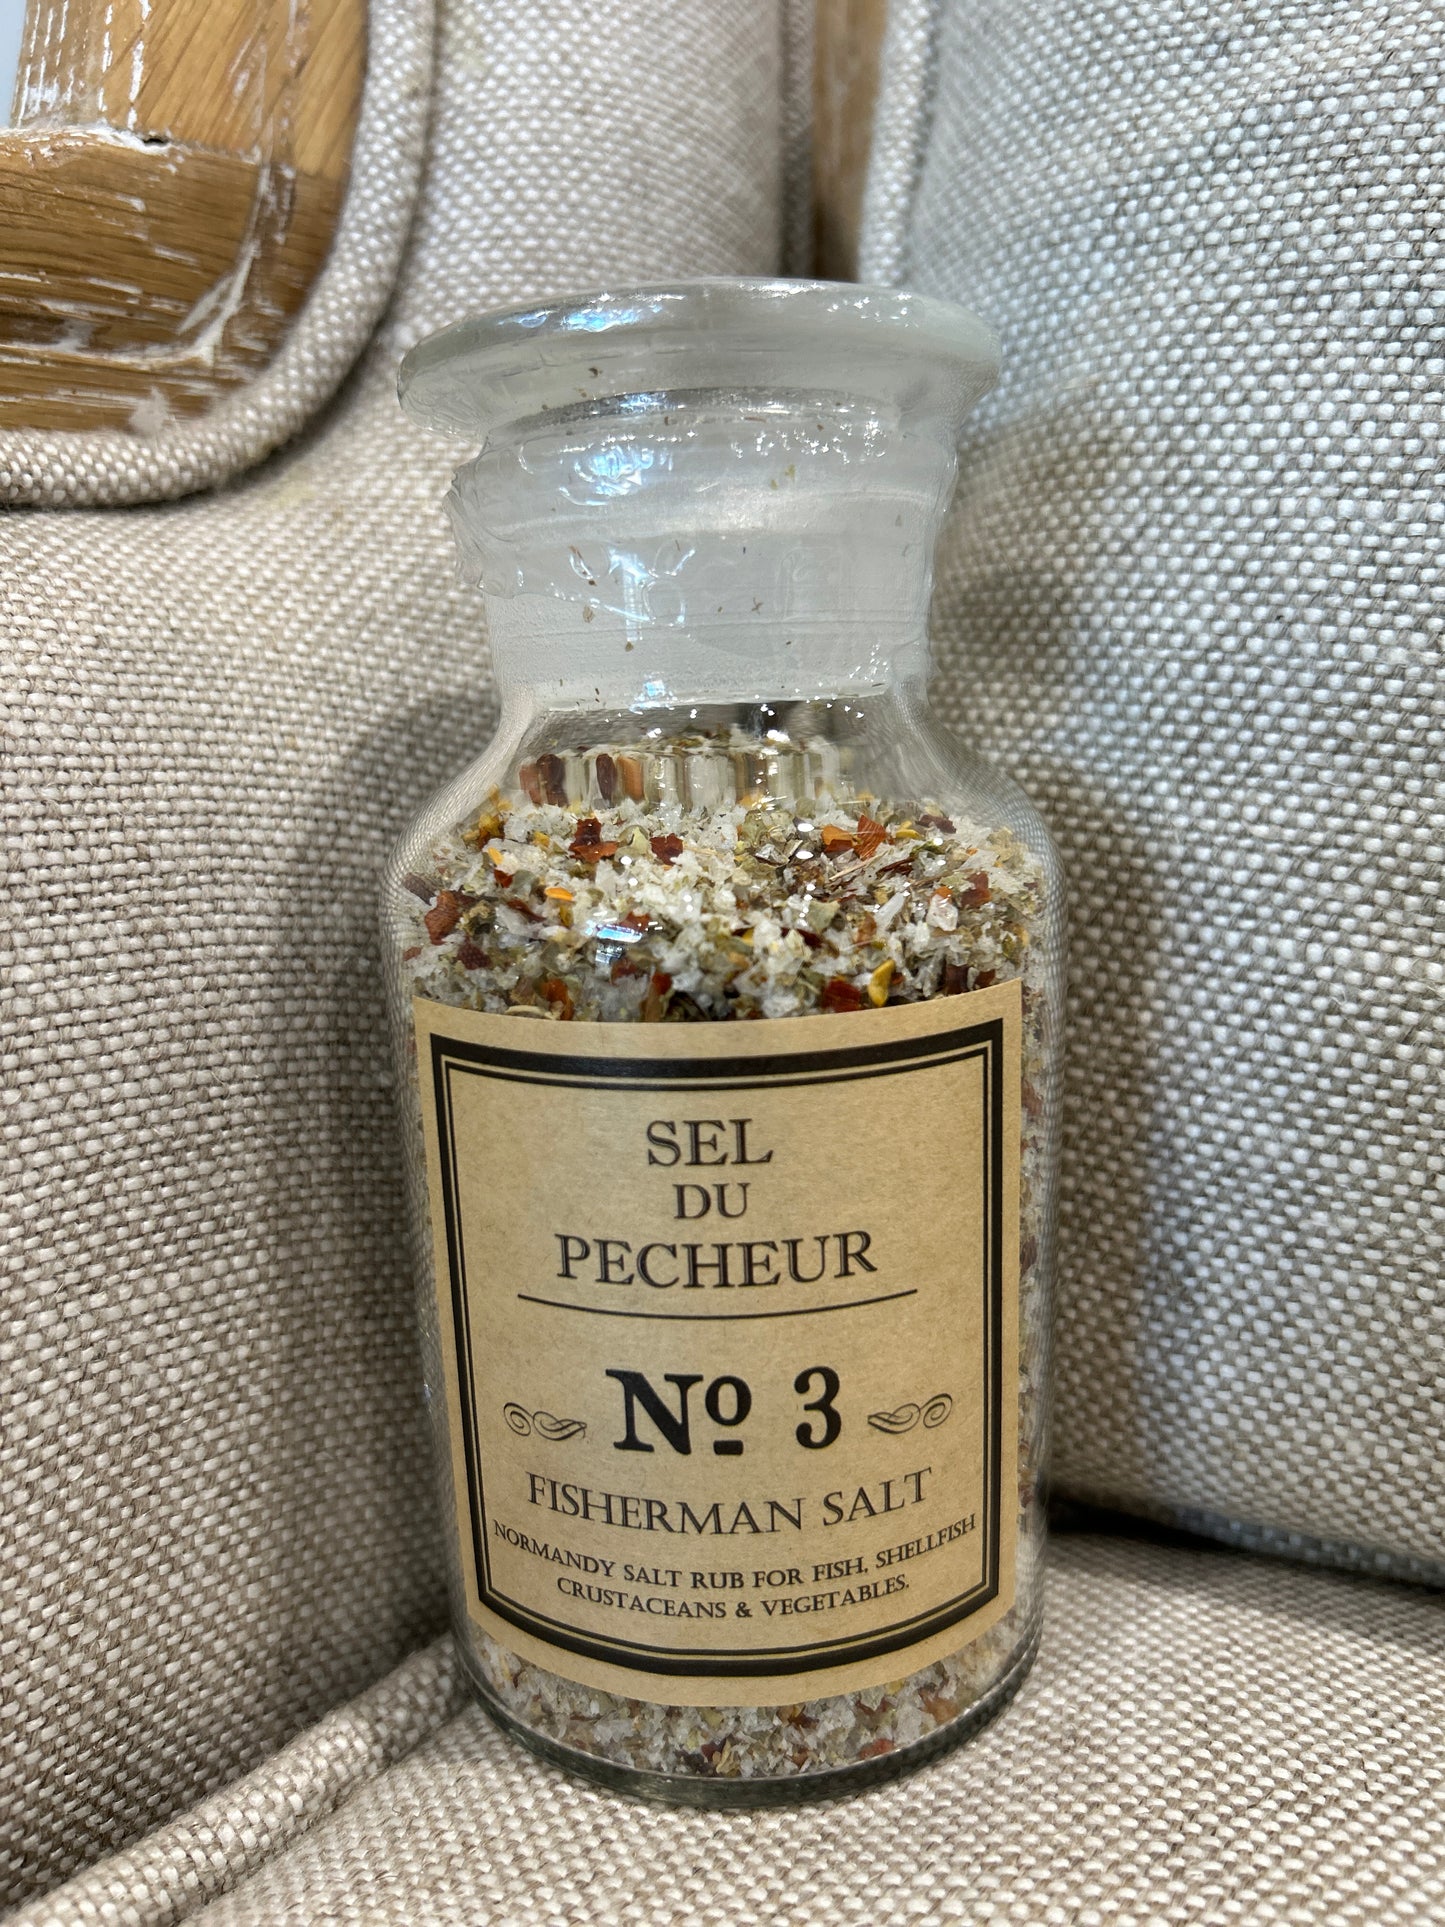 SEL
DU
PECHEUR
Nº 3
FISHERMAN SALT
NORMANDY SALT RUB FOR FISH, SHELLFISH
CRUSTACEANS & VEGETABLES.